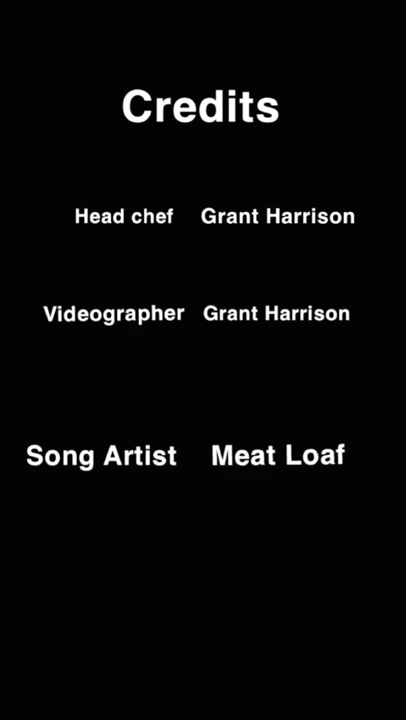 Credits
Head chef Grant Harrison
Videographer Grant Harrison
Song Artist Meat Loaf